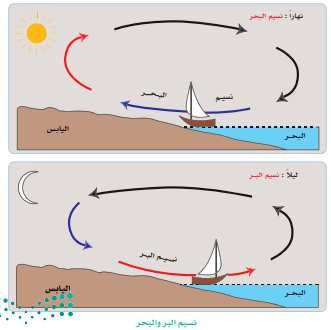 نهاراً : نسيم البحر
نسيم البحر
اليابس
البحر
ليلاً : نسيم البر
نسيم البر
اليابس
البحر
نسيم البر والبحر